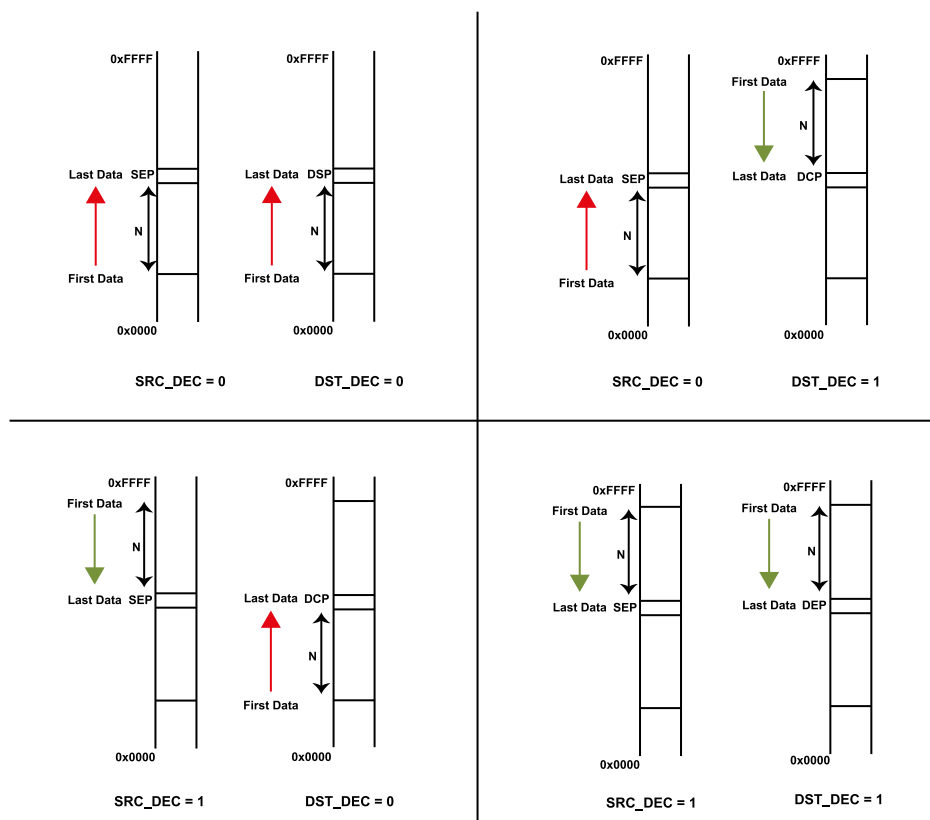 0xFFFF
Last Data SEP
N
First Data
0x0000
SRC_DEC = 0
0xFFFF
Last Data DSP
N
First Data
0x0000
DST_DEC = 0
0xFFFF
Last Data SEP
N
First Data
0x0000
SRC_DEC = 0
0xFFFF
First Data
N
Last Data DCP
0x0000
DST_DEC = 1
0xFFFF
First Data
N
Last Data SEP
0x0000
SRC_DEC = 1
0xFFFF
Last Data DCP
N
First Data
0x0000
DST_DEC = 0
0xFFFF
First Data
N
Last Data SEP
0x0000
SRC_DEC = 1
0xFFFF
First Data
N
Last Data DEP
0x0000
DST_DEC = 1